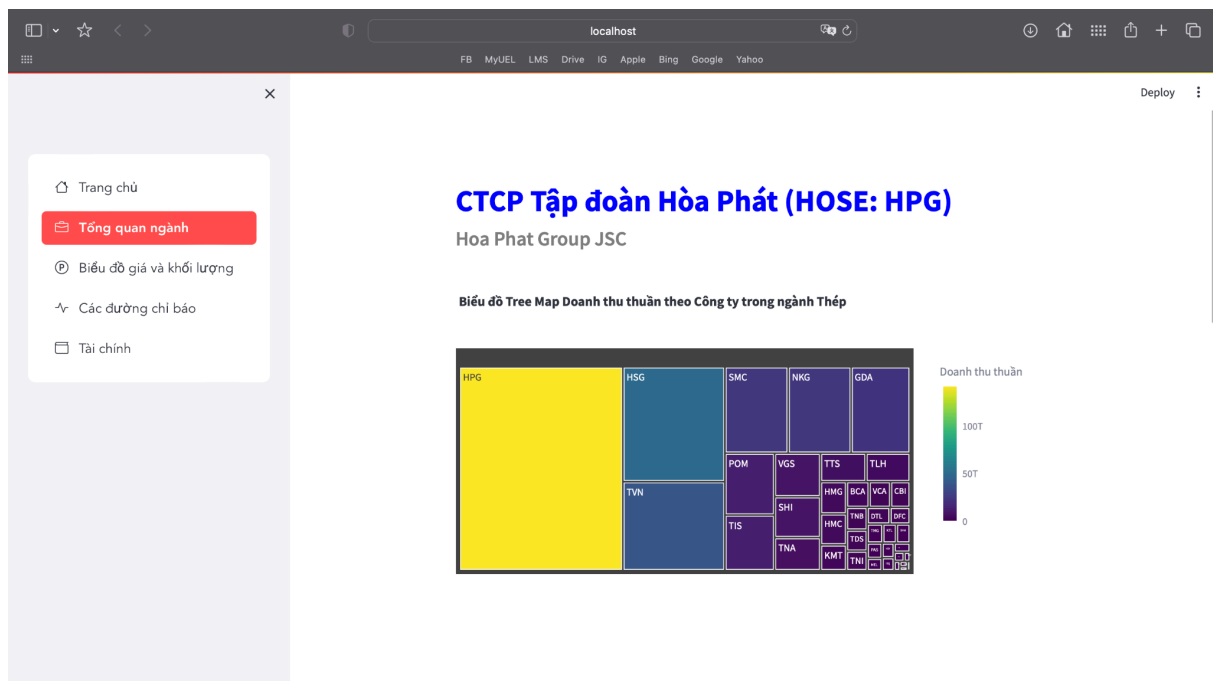 localhost
FB MyUEL LMS Drive IG Apple Bing Google Yahoo
Deploy
Trang chủ
Tổng quan ngành
Biểu đồ giá và khối lượng
Các đường chỉ báo
Tài chính
CTCP Tập đoàn Hòa Phát (HOSE: HPG)
Hoa Phat Group JSC
Biểu đồ Tree Map Doanh thu thuần theo Công ty trong ngành Thép
HPG HSG SMC NKG GDA
POM VGS TTS TLH
TVN HMG BCA VCA CBI
SHI
TNB DTL DFC
TIS HMC
TDS
TNA KMT TNI
Doanh thu thuần
100T
50T
0